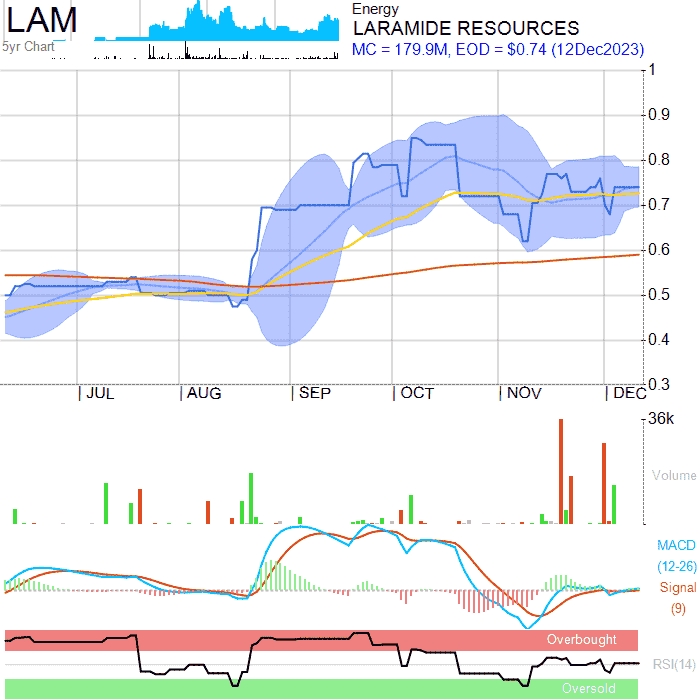 LAM
5yr Chart
Energy
LARAMIDE RESOURCES
MC = 179.9M, EOD = $0.74 (12Dec2023)
1
0.9
0.8
0.7
0.6
0.5
0.4
0.3
JUL AUG SEP OCT NOV DEC
36k
Volume
MACD
(12-26)
Signal
(9)
Overbought
RSI(14)
Oversold